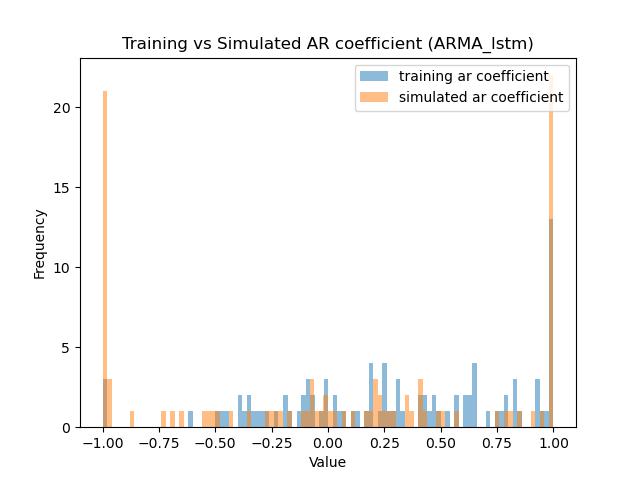 Training vs Simulated AR coefficient (ARMA_lstm)
training ar coefficient
simulated ar coefficient
Frequency
20
15
10
5
0
−1.00 −0.75 −0.50 −0.25 0.00 0.25 0.50 0.75 1.00
Value